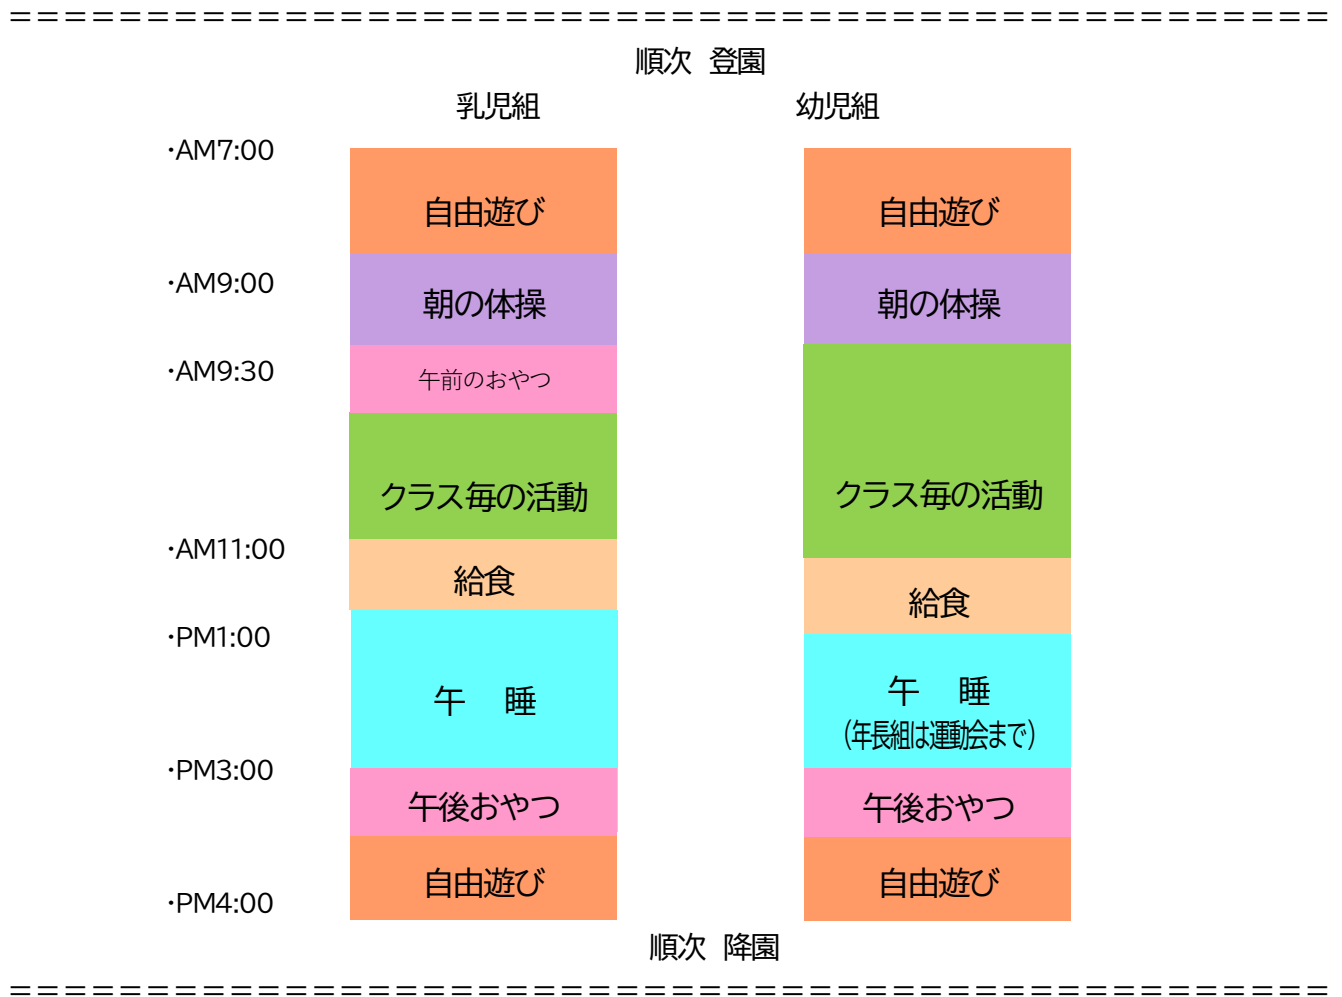 ================================================
順次 登園
乳児組 幼児組
・AM7:00
自由遊び 自由遊び
・AM9:00
朝の体操 朝の体操
・AM9:30
午前のおやつ
クラス毎の活動 クラス毎の活動
・AM11:00
給食 給食
・PM1:00
午 睡 午 睡
(年長組は運動会まで)
・PM3:00
午後おやつ 午後おやつ
自由遊び 自由遊び
・PM4:00
順次 降園
================================================